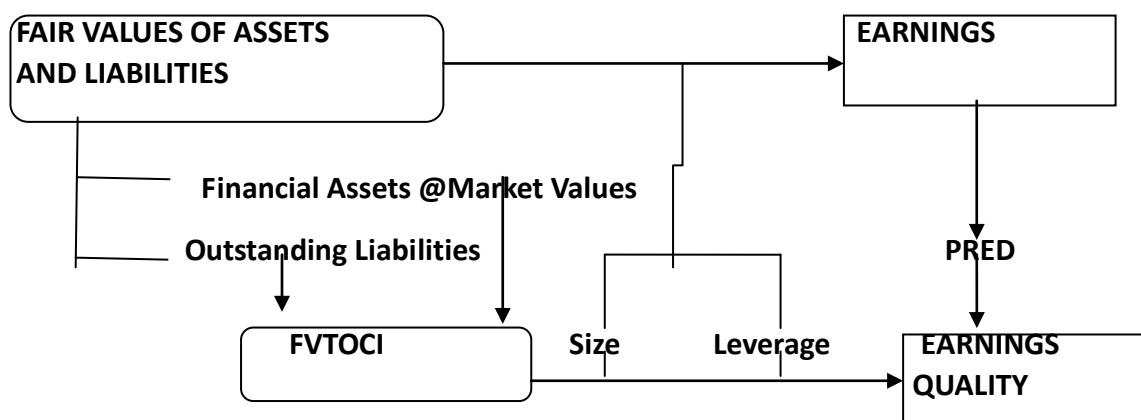 FAIR VALUES OF ASSETS
AND LIABILITIES
EARNINGS
Financial Assets @Market Values
Outstanding Liabilities
PRED
FVTOCI
Size
Leverage
EARNINGS
QUALITY